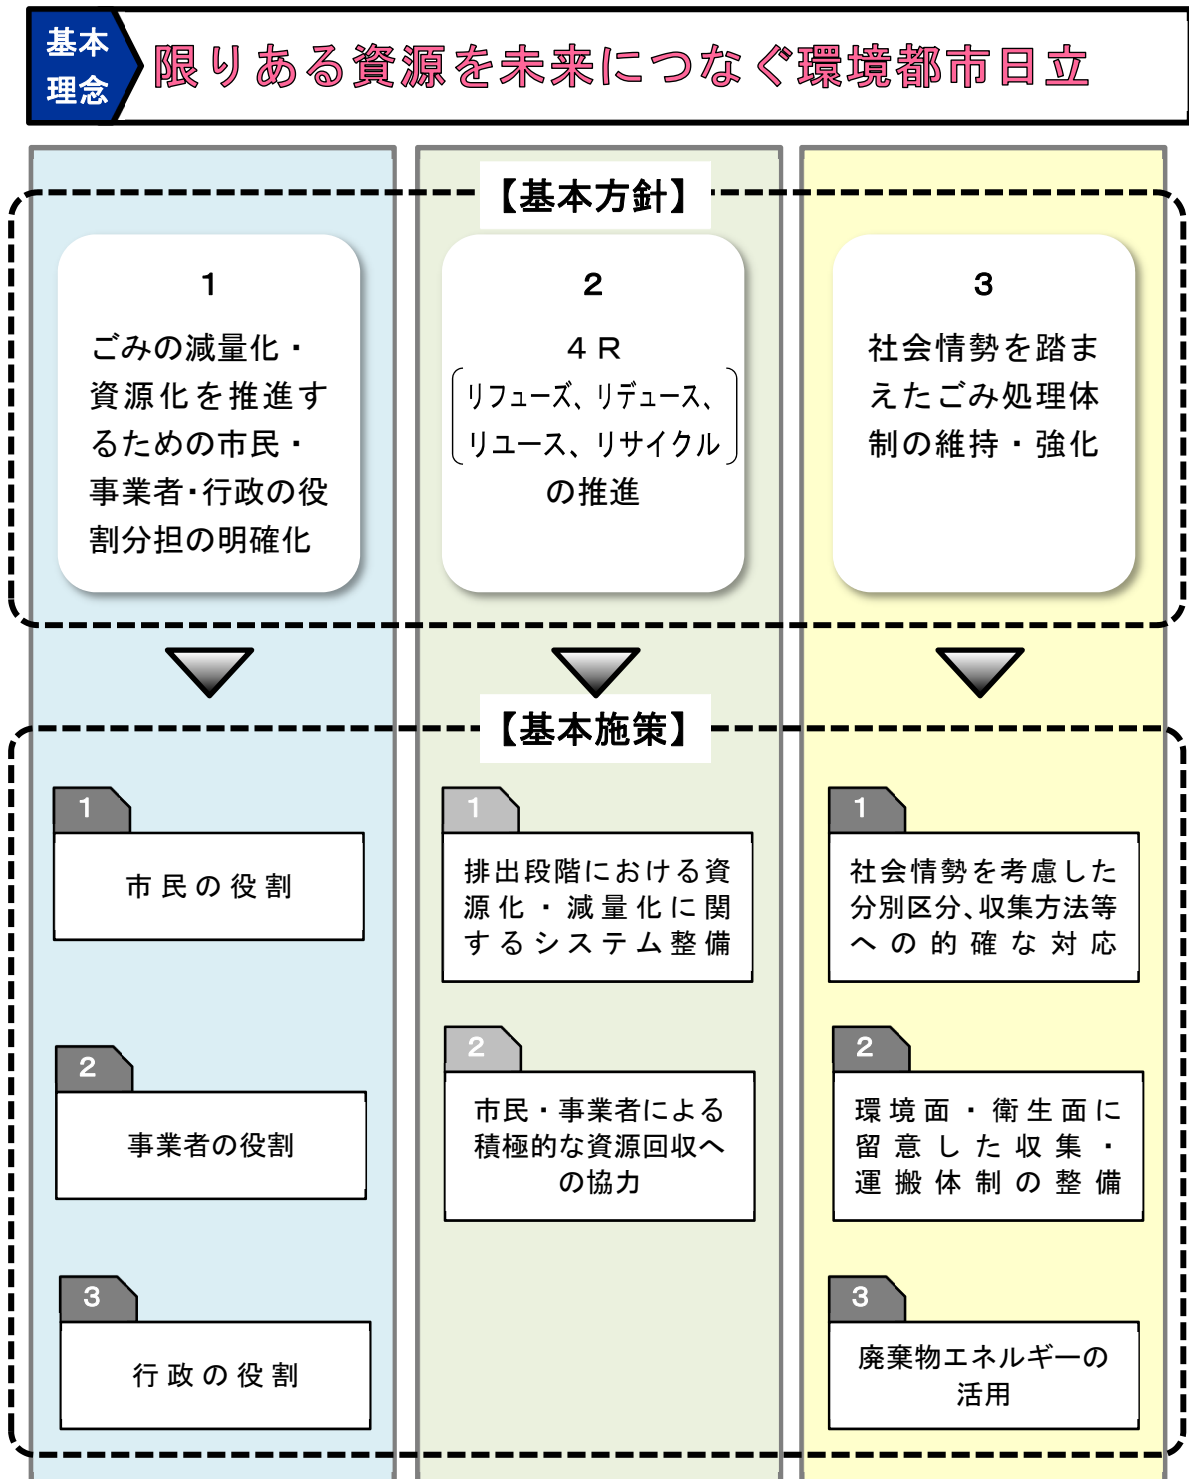 基本
理念
限りある資源を未来につなぐ環境都市日立
【基本方針】
1
ごみの減量化・
資源化を推進す
るための市民・
事業者・行政の役
割分担の明確化
2
４Ｒ
リフューズ、リデュース、
リユース、リサイクル
の推進
3
社会情勢を踏ま
えたごみ処理体
制の維持・強化
【基本施策】
1
市民の役割
2
事業者の役割
3
行政の役割
1
排出段階における資
源化・減量化に関
するシステム整備
2
市民・事業者による
積極的な資源回収へ
の協力
1
社会情勢を考慮した
分別区分、収集方法等
への的確な対応
2
環境面・衛生面に
留意した収集・
運搬体制の整備
3
廃棄物エネルギーの
活用